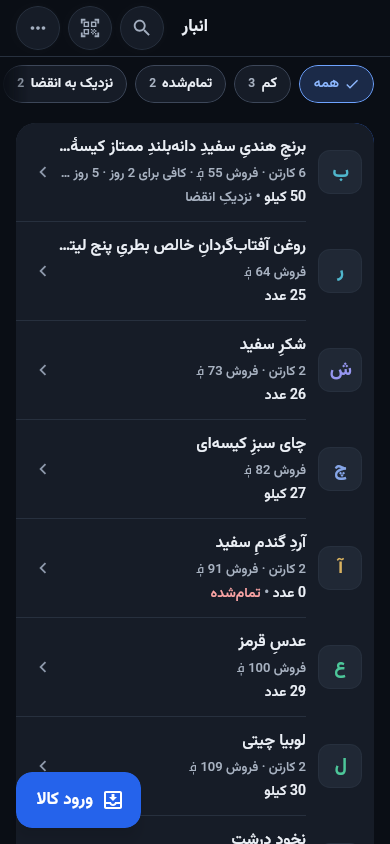 انبار
همه
کم 3
تمام‌شده 2
نزدیک به انقضا 2
ب
برنجِ هندیِ سفیدِ دانه‌بلندِ ممتاز کیسهٔ…
6 کارتن · فروش 55 ؋ · کافی برای 2 روز · 5 روز …
50 کیلو • نزدیکِ انقضا
ر
روغن آفتاب‌گردانِ خالص بطریِ پنج لیت…
فروش 64 ؋
25 عدد
ش
شکرِ سفید
2 کارتن · فروش 73 ؋
26 عدد
چ
چای سبزِ کیسه‌ای
فروش 82 ؋
27 کیلو
آ
آردِ گندمِ سفید
2 کارتن · فروش 91 ؋
0 عدد • تمام‌شده
ع
عدسِ قرمز
فروش 100 ؋
29 عدد
ل
لوبیا چیتی
2 کارتن · فروش 109 ؋
30 کیلو
ورود کالا
نخود درشت